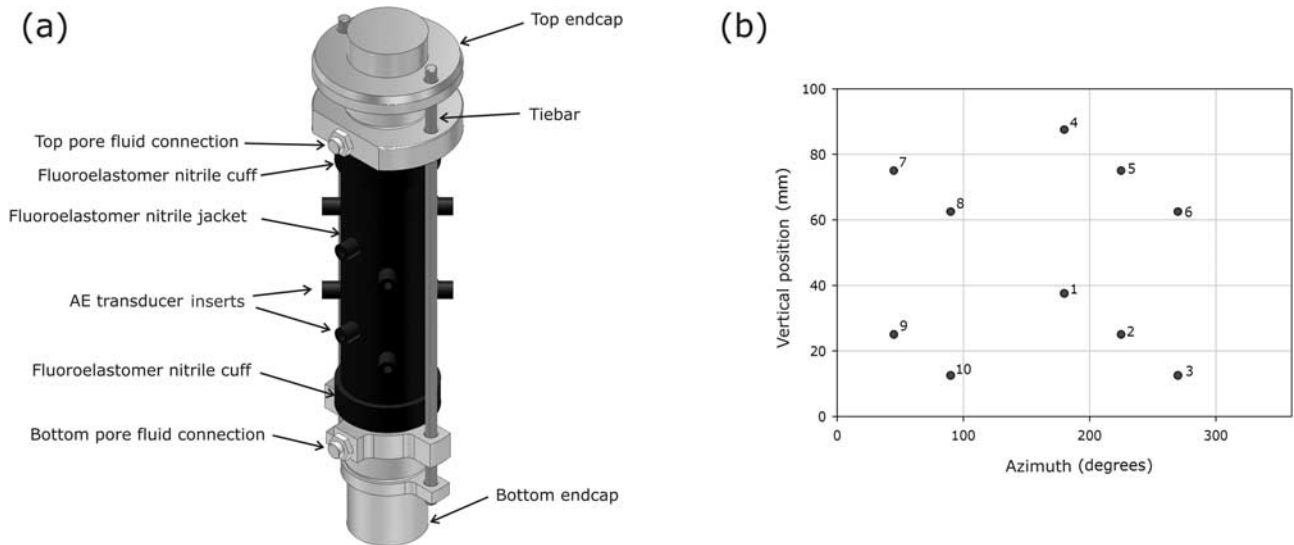 (a)
Top endcap
Tiebar
Top pore fluid connection
Fluoroelastomer nitrile cuff
Fluoroelastomer nitrile jacket
AE transducer inserts
Fluoroelastomer nitrile cuff
Bottom pore fluid connection
Bottom endcap
(b)
100
80
60
40
20
0
Vertical position (mm)
4
7
5
8
6
1
9
2
10
3
0 100 200 300
Azimuth (degrees)